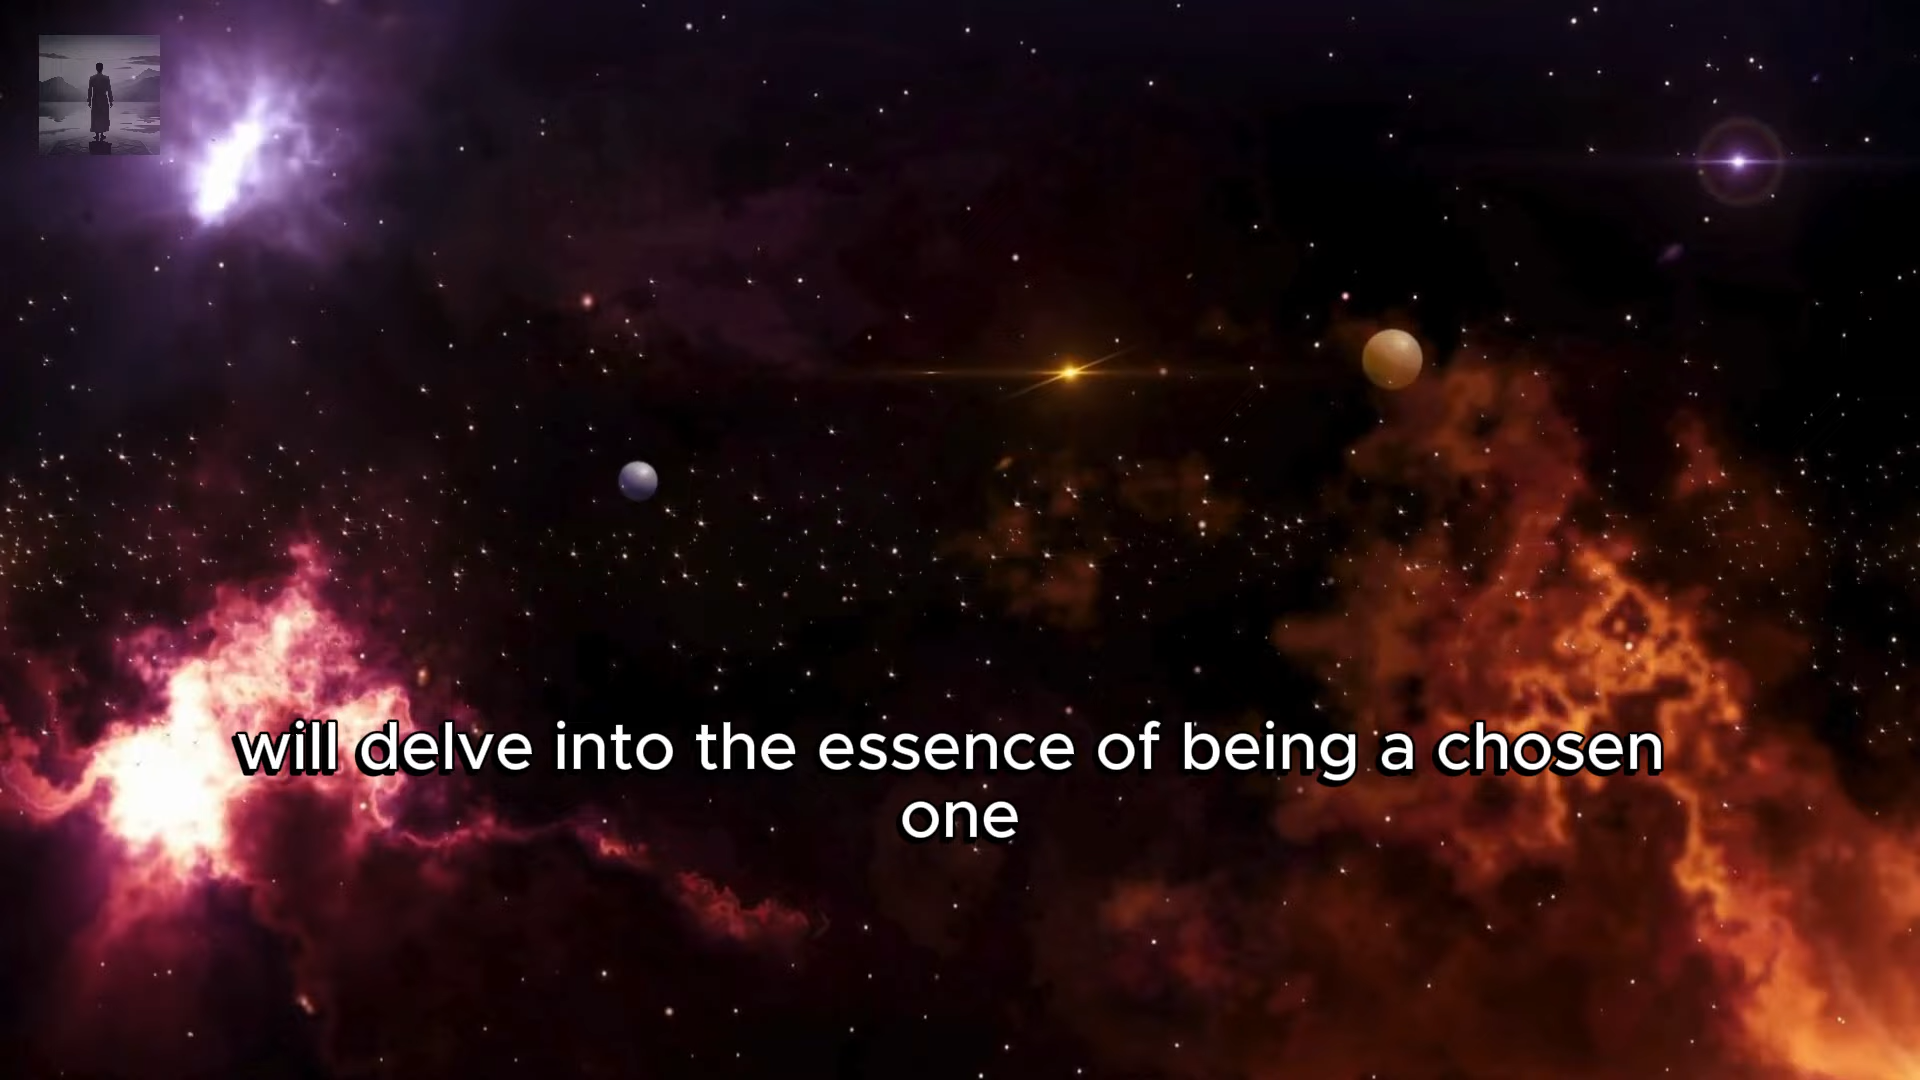 will delve into the essence of being a chosen
one